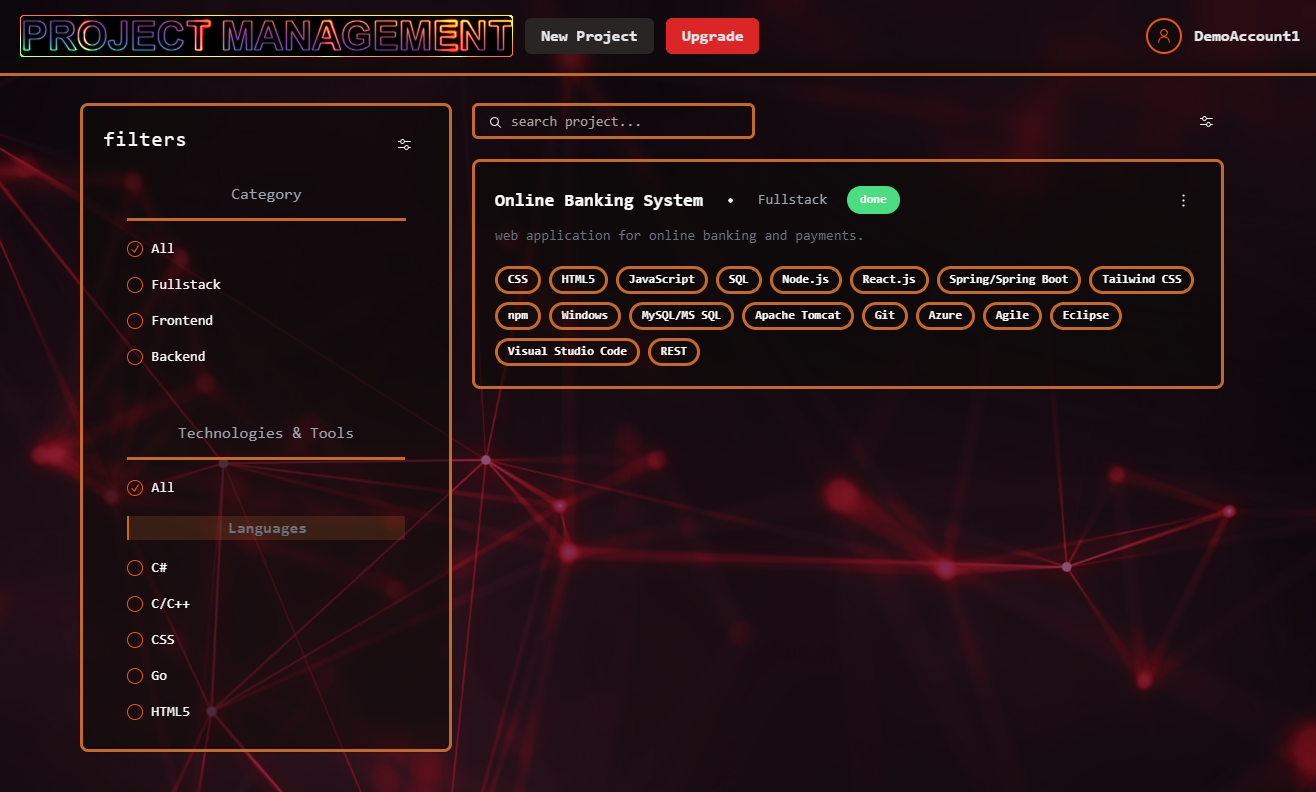 PROJECT MANAGEMENT New Project Upgrade DemoAccount1
filters
Category
All
Fullstack
Frontend
Backend
Technologies & Tools
All
Languages
C#
C/C++
CSS
Go
HTML5
search project...
Online Banking System • Fullstack done
web application for online banking and payments.
CSS HTML5 JavaScript SQL Node.js React.js Spring/Spring Boot Tailwind CSS
npm Windows MySQL/MS SQL Apache Tomcat Git Azure Agile Eclipse
Visual Studio Code REST